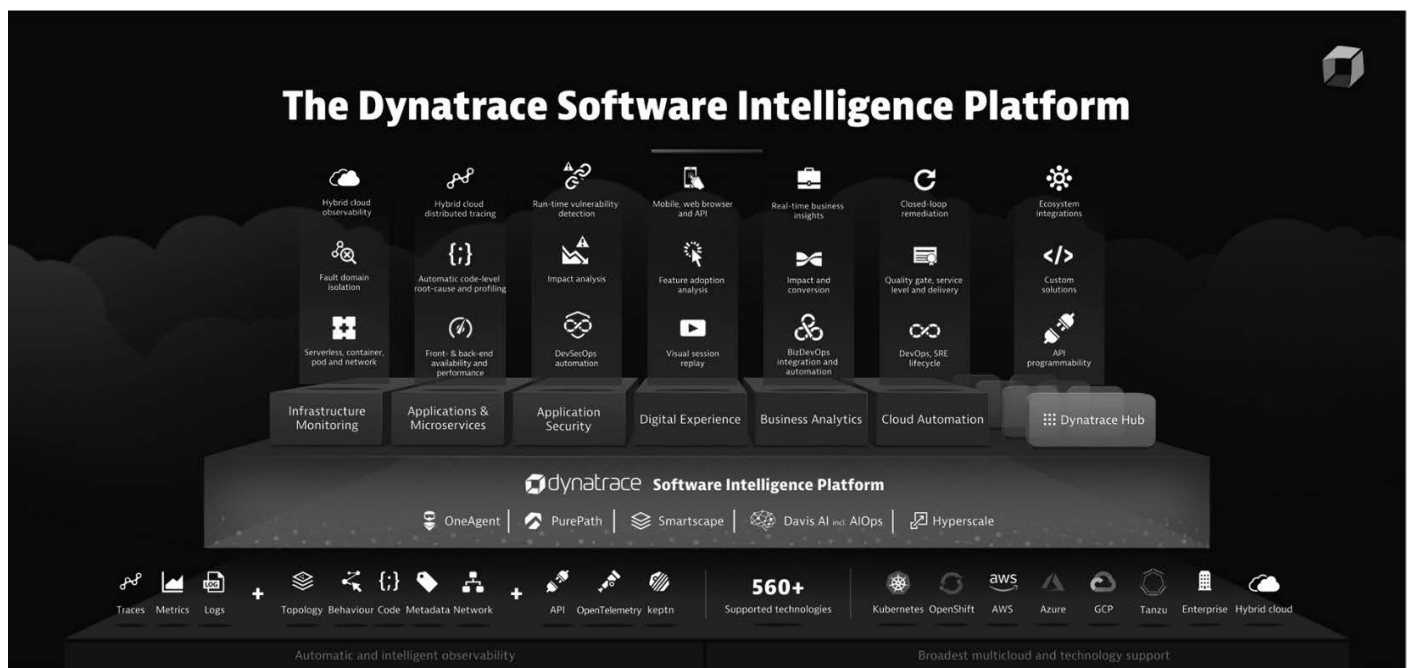 The Dynatrace Software Intelligence Platform
Hybrid cloud
observability
Hybrid cloud
distributed tracing
Run-time vulnerability
detection
Mobile, web browser
and API
Real-time business
insights
Closed-loop
remediation
Ecosystem
integrations
Fault domain
isolation
Automatic code-level
root-cause and profiling
Impact analysis
Feature adoption
analysis
Impact and
conversion
Quality gate, service
level and delivery
Custom
solutions
Serverless, container,
pod and network
Front- & back-end
availability and
performance
DevSecOps
automation
Visual session
replay
BizDevOps
integration and
automation
DevOps, SRE
lifecycle
API
programmability
Infrastructure
Monitoring
Applications &
Microservices
Application
Security
Digital Experience
Business Analytics
Cloud Automation
Dynatrace Hub
dynatrace Software Intelligence Platform
OneAgent | PurePath | Smartscape | Davis AI incl. AIOps | Hyperscale
LOG
aws
Traces Metrics Logs + Topology Behaviour Code Metadata Network + API OpenTelemetry keptn
560+
Supported technologies
Kubernetes OpenShift AWS Azure GCP Tanzu Enterprise Hybrid cloud
Automatic and intelligent observability
Broadest multicloud and technology support